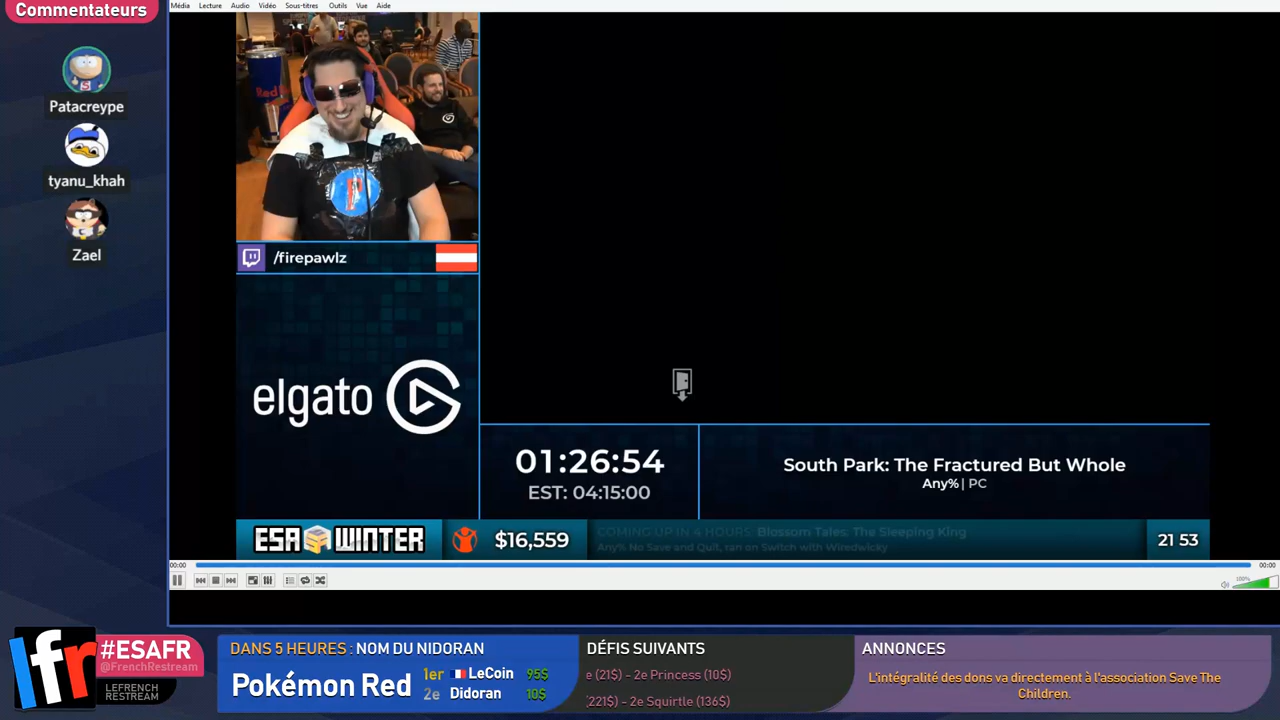 Commentateurs
Patacreype
tyanu_khah
Zael
Média Lecture Audio Vidéo Sous-titres Outils Vue Aide
Red
/firepawlz
elgato
01:26:54
EST: 04:15:00
South Park: The Fractured But Whole
Any% | PC
ESA WINTER
$16,559
COMING UP IN 4 HOURS: Blossom Tales: The Sleeping King
Any% No Save and Quit, ran on Switch with Wiredwicky
21 53
00:00
00:00
100%
lfr
#ESAFR
@FrenchRestream
LEFRENCH
RESTREAM
DANS 5 HEURES : NOM DU NIDORAN
Pokémon Red
1er LeCoin 95$
2e Didoran 10$
DÉFIS SUIVANTS
e (21$) - 2e Princess (10$)
(221$) - 2e Squirtle (136$)
ANNONCES
L'intégralité des dons va directement à l'association Save The
Children.